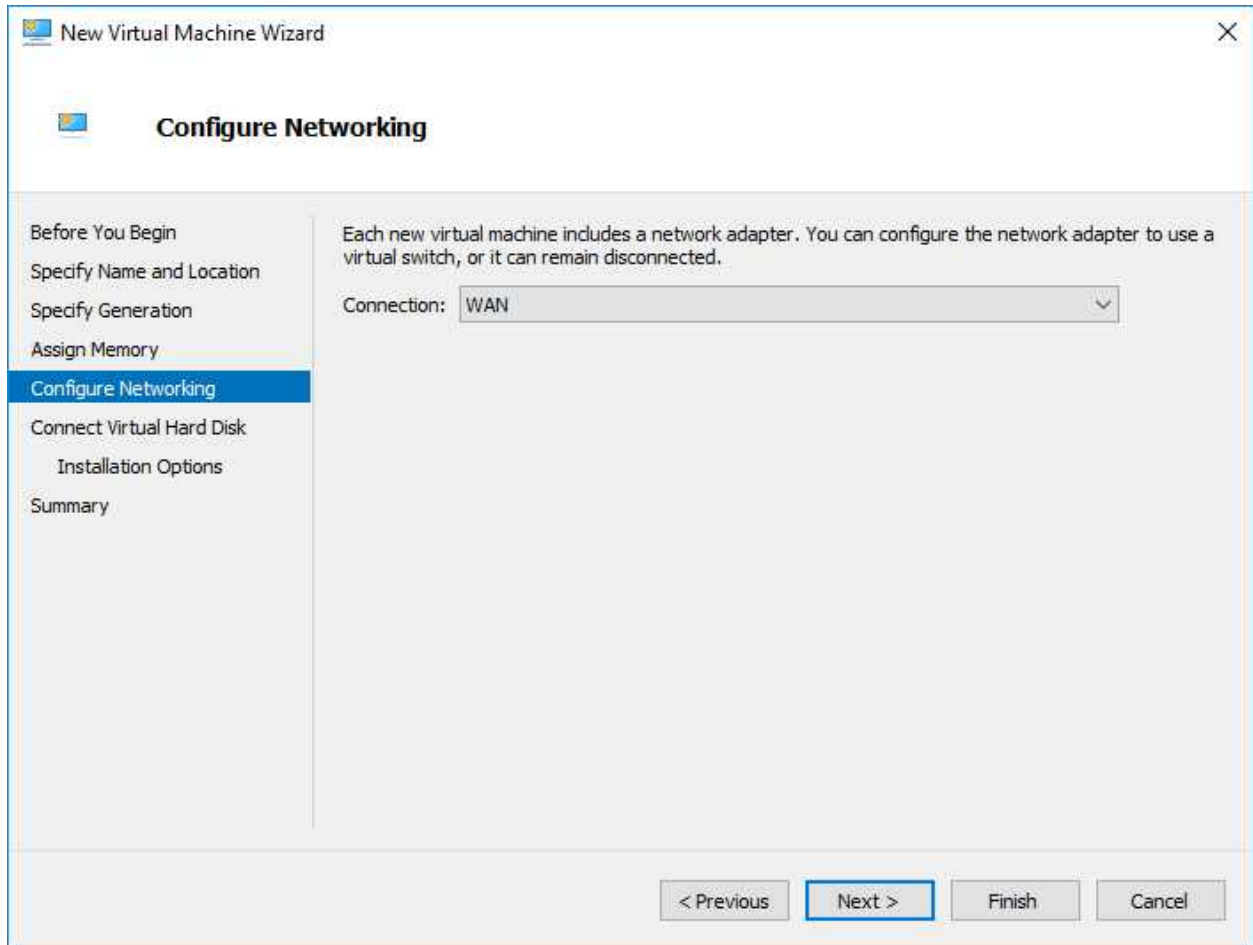 New Virtual Machine Wizard
Configure Networking
Before You Begin
Specify Name and Location
Specify Generation
Assign Memory
Configure Networking
Connect Virtual Hard Disk
Installation Options
Summary
Each new virtual machine includes a network adapter. You can configure the network adapter to use a
virtual switch, or it can remain disconnected.
Connection: WAN
< Previous
Next >
Finish
Cancel